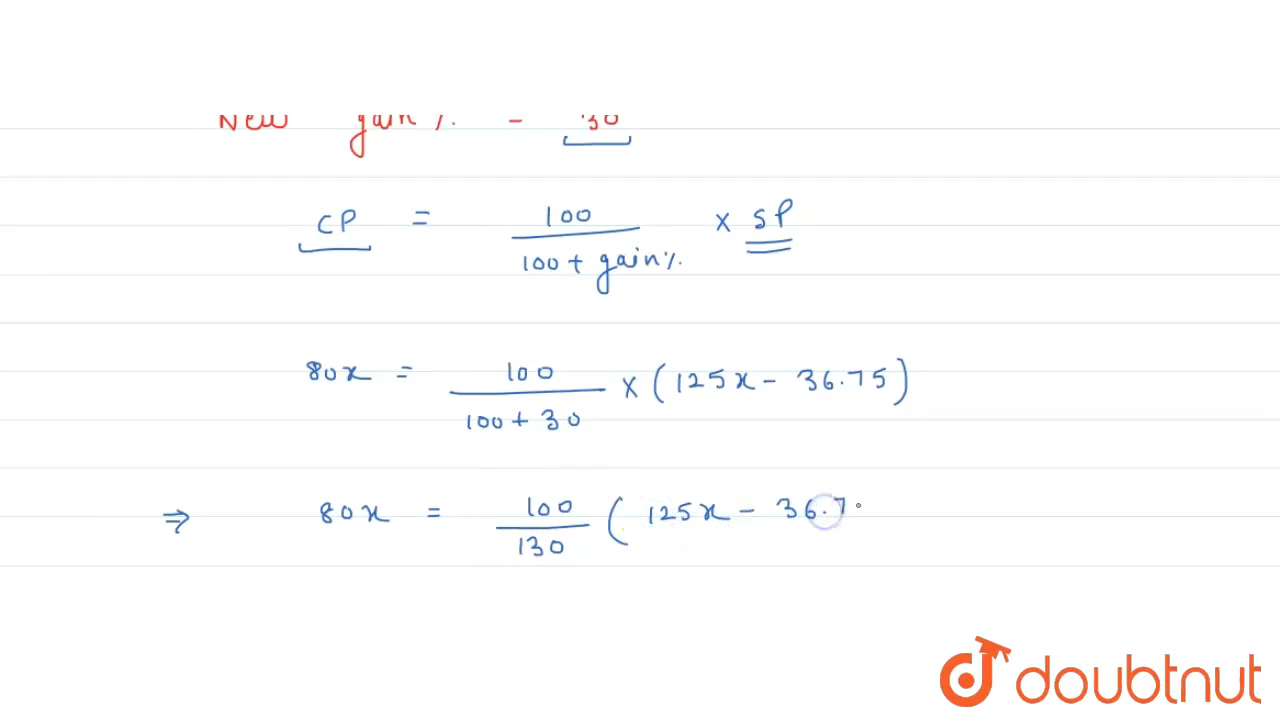 New gain% = 30
CP = 100 / 100 + gain% × SP
80x = 100 / 100 + 30 × (125x - 36.75)
⇒ 80x = 100 / 130 (125x - 36.7
doubtnut